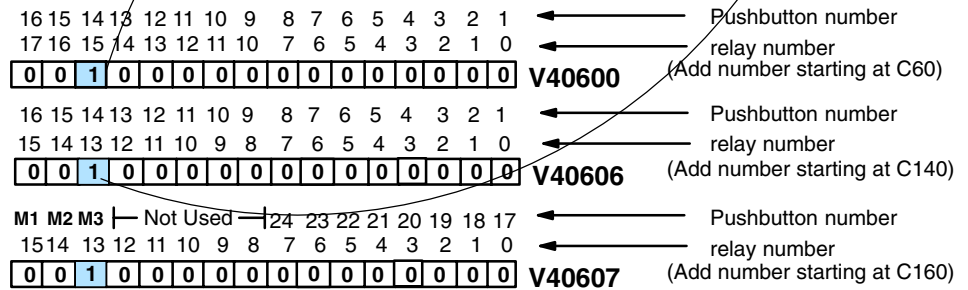 16 15 14 13 12 11 10 9 8 7 6 5 4 3 2 1 Pushbutton number
17 16 15 14 13 12 11 10 7 6 5 4 3 2 1 0 relay number
(Add number starting at C60)
0 0 1 0 0 0 0 0 0 0 0 0 0 0 0 0 V40600
16 15 14 13 12 11 10 9 8 7 6 5 4 3 2 1 Pushbutton number
15 14 13 12 11 10 9 8 7 6 5 4 3 2 1 0 relay number
(Add number starting at C140)
0 0 1 0 0 0 0 0 0 0 0 0 0 0 0 0 V40606
M1 M2 M3 Not Used 24 23 22 21 20 19 18 17 Pushbutton number
15 14 13 12 11 10 9 8 7 6 5 4 3 2 1 0 relay number
(Add number starting at C160)
0 0 1 0 0 0 0 0 0 0 0 0 0 0 0 0 V40607